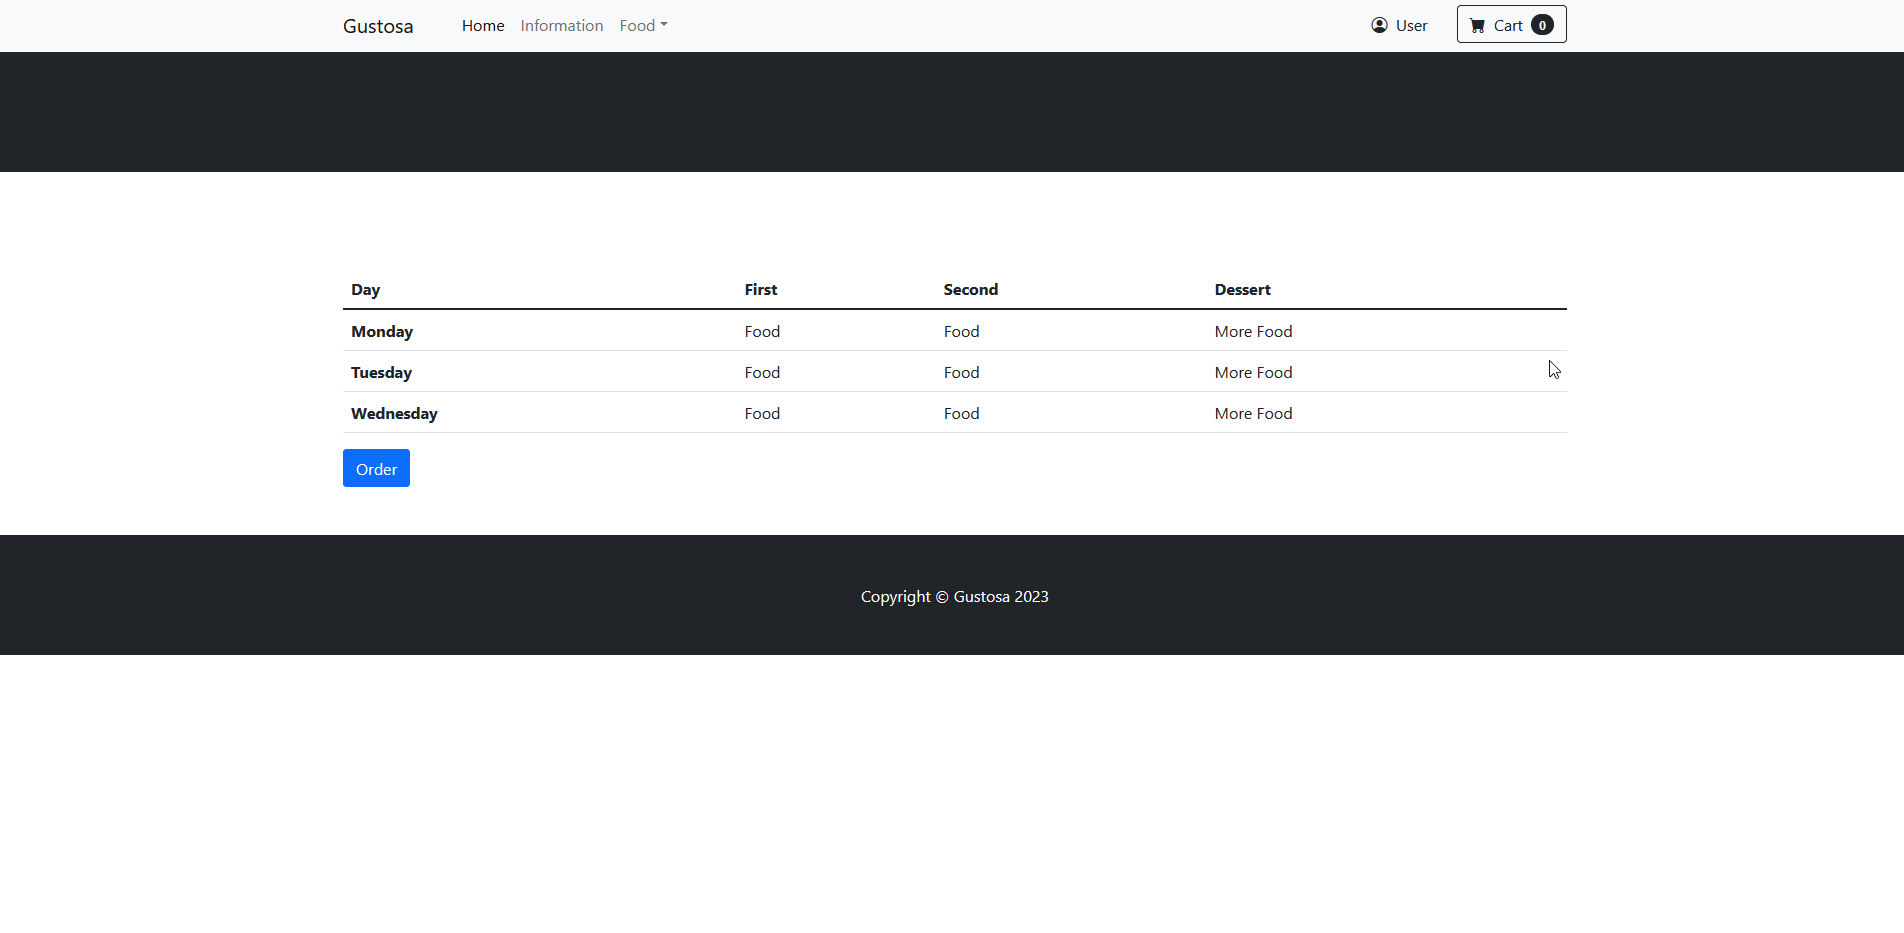 Gustosa Home Information Food User Cart 0
Day First Second Dessert
Monday Food Food More Food
Tuesday Food Food More Food
Wednesday Food Food More Food
Order
Copyright © Gustosa 2023